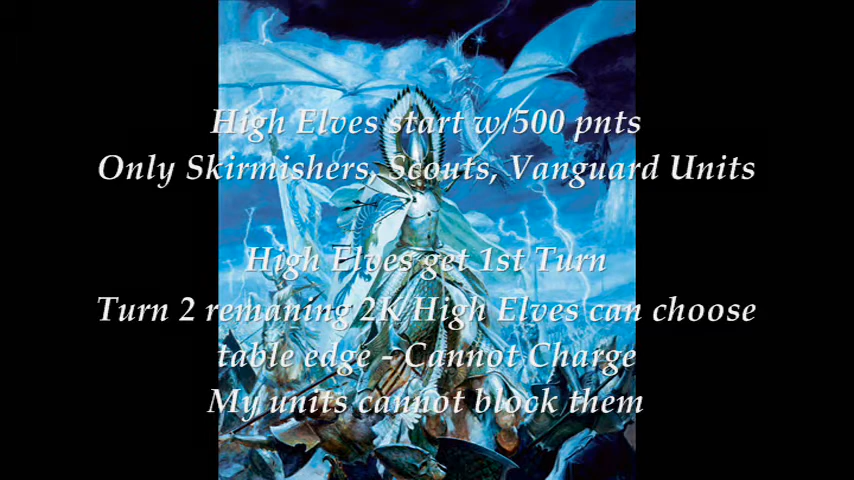 High Elves start w/500 pnts
Only Skirmishers, Scouts, Vanguard Units
High Elves get 1st Turn
Turn 2 remaning 2K High Elves can choose
table edge - Cannot Charge
My units cannot block them